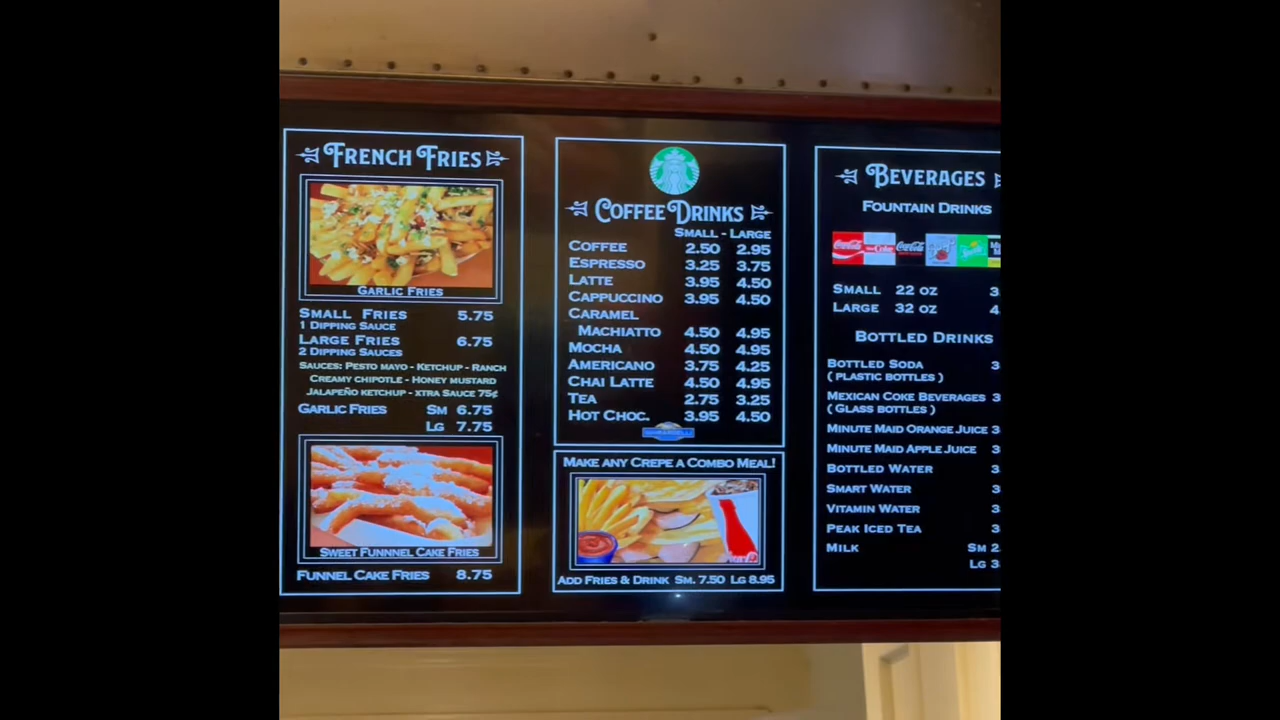 FRENCH FRIES
GARLIC FRIES
SMALL FRIES 5.75
1 DIPPING SAUCE
LARGE FRIES 6.75
2 DIPPING SAUCES
SAUCES: PESTO MAYO - KETCHUP - RANCH
CREAMY CHIPOTLE - HONEY MUSTARD
JALAPEÑO KETCHUP - XTRA SAUCE 75¢
GARLIC FRIES SM 6.75
LG 7.75
SWEET FUNNNEL CAKE FRIES
FUNNEL CAKE FRIES 8.75
COFFEE DRINKS
SMALL - LARGE
COFFEE 2.50 2.95
ESPRESSO 3.25 3.75
LATTE 3.95 4.50
CAPPUCCINO 3.95 4.50
CARAMEL
MACHIATTO 4.50 4.95
MOCHA 4.50 4.95
AMERICANO 3.75 4.25
CHAI LATTE 4.50 4.95
TEA 2.75 3.25
HOT CHOC. 3.95 4.50
MAKE ANY CREPE A COMBO MEAL!
ADD FRIES & DRINK SM. 7.50 LG 8.95
BEVERAGES
FOUNTAIN DRINKS
Coca-Cola Coke Coca-Cola Sprite
SMALL 22 OZ 3
LARGE 32 OZ 4
BOTTLED DRINKS
BOTTLED SODA 3
( PLASTIC BOTTLES )
MEXICAN COKE BEVERAGES 3
( GLASS BOTTLES )
MINUTE MAID ORANGE JUICE 3
MINUTE MAID APPLE JUICE 3
BOTTLED WATER 3
SMART WATER 3
VITAMIN WATER 3
PEAK ICED TEA 3
MILK SM 2
LG 3